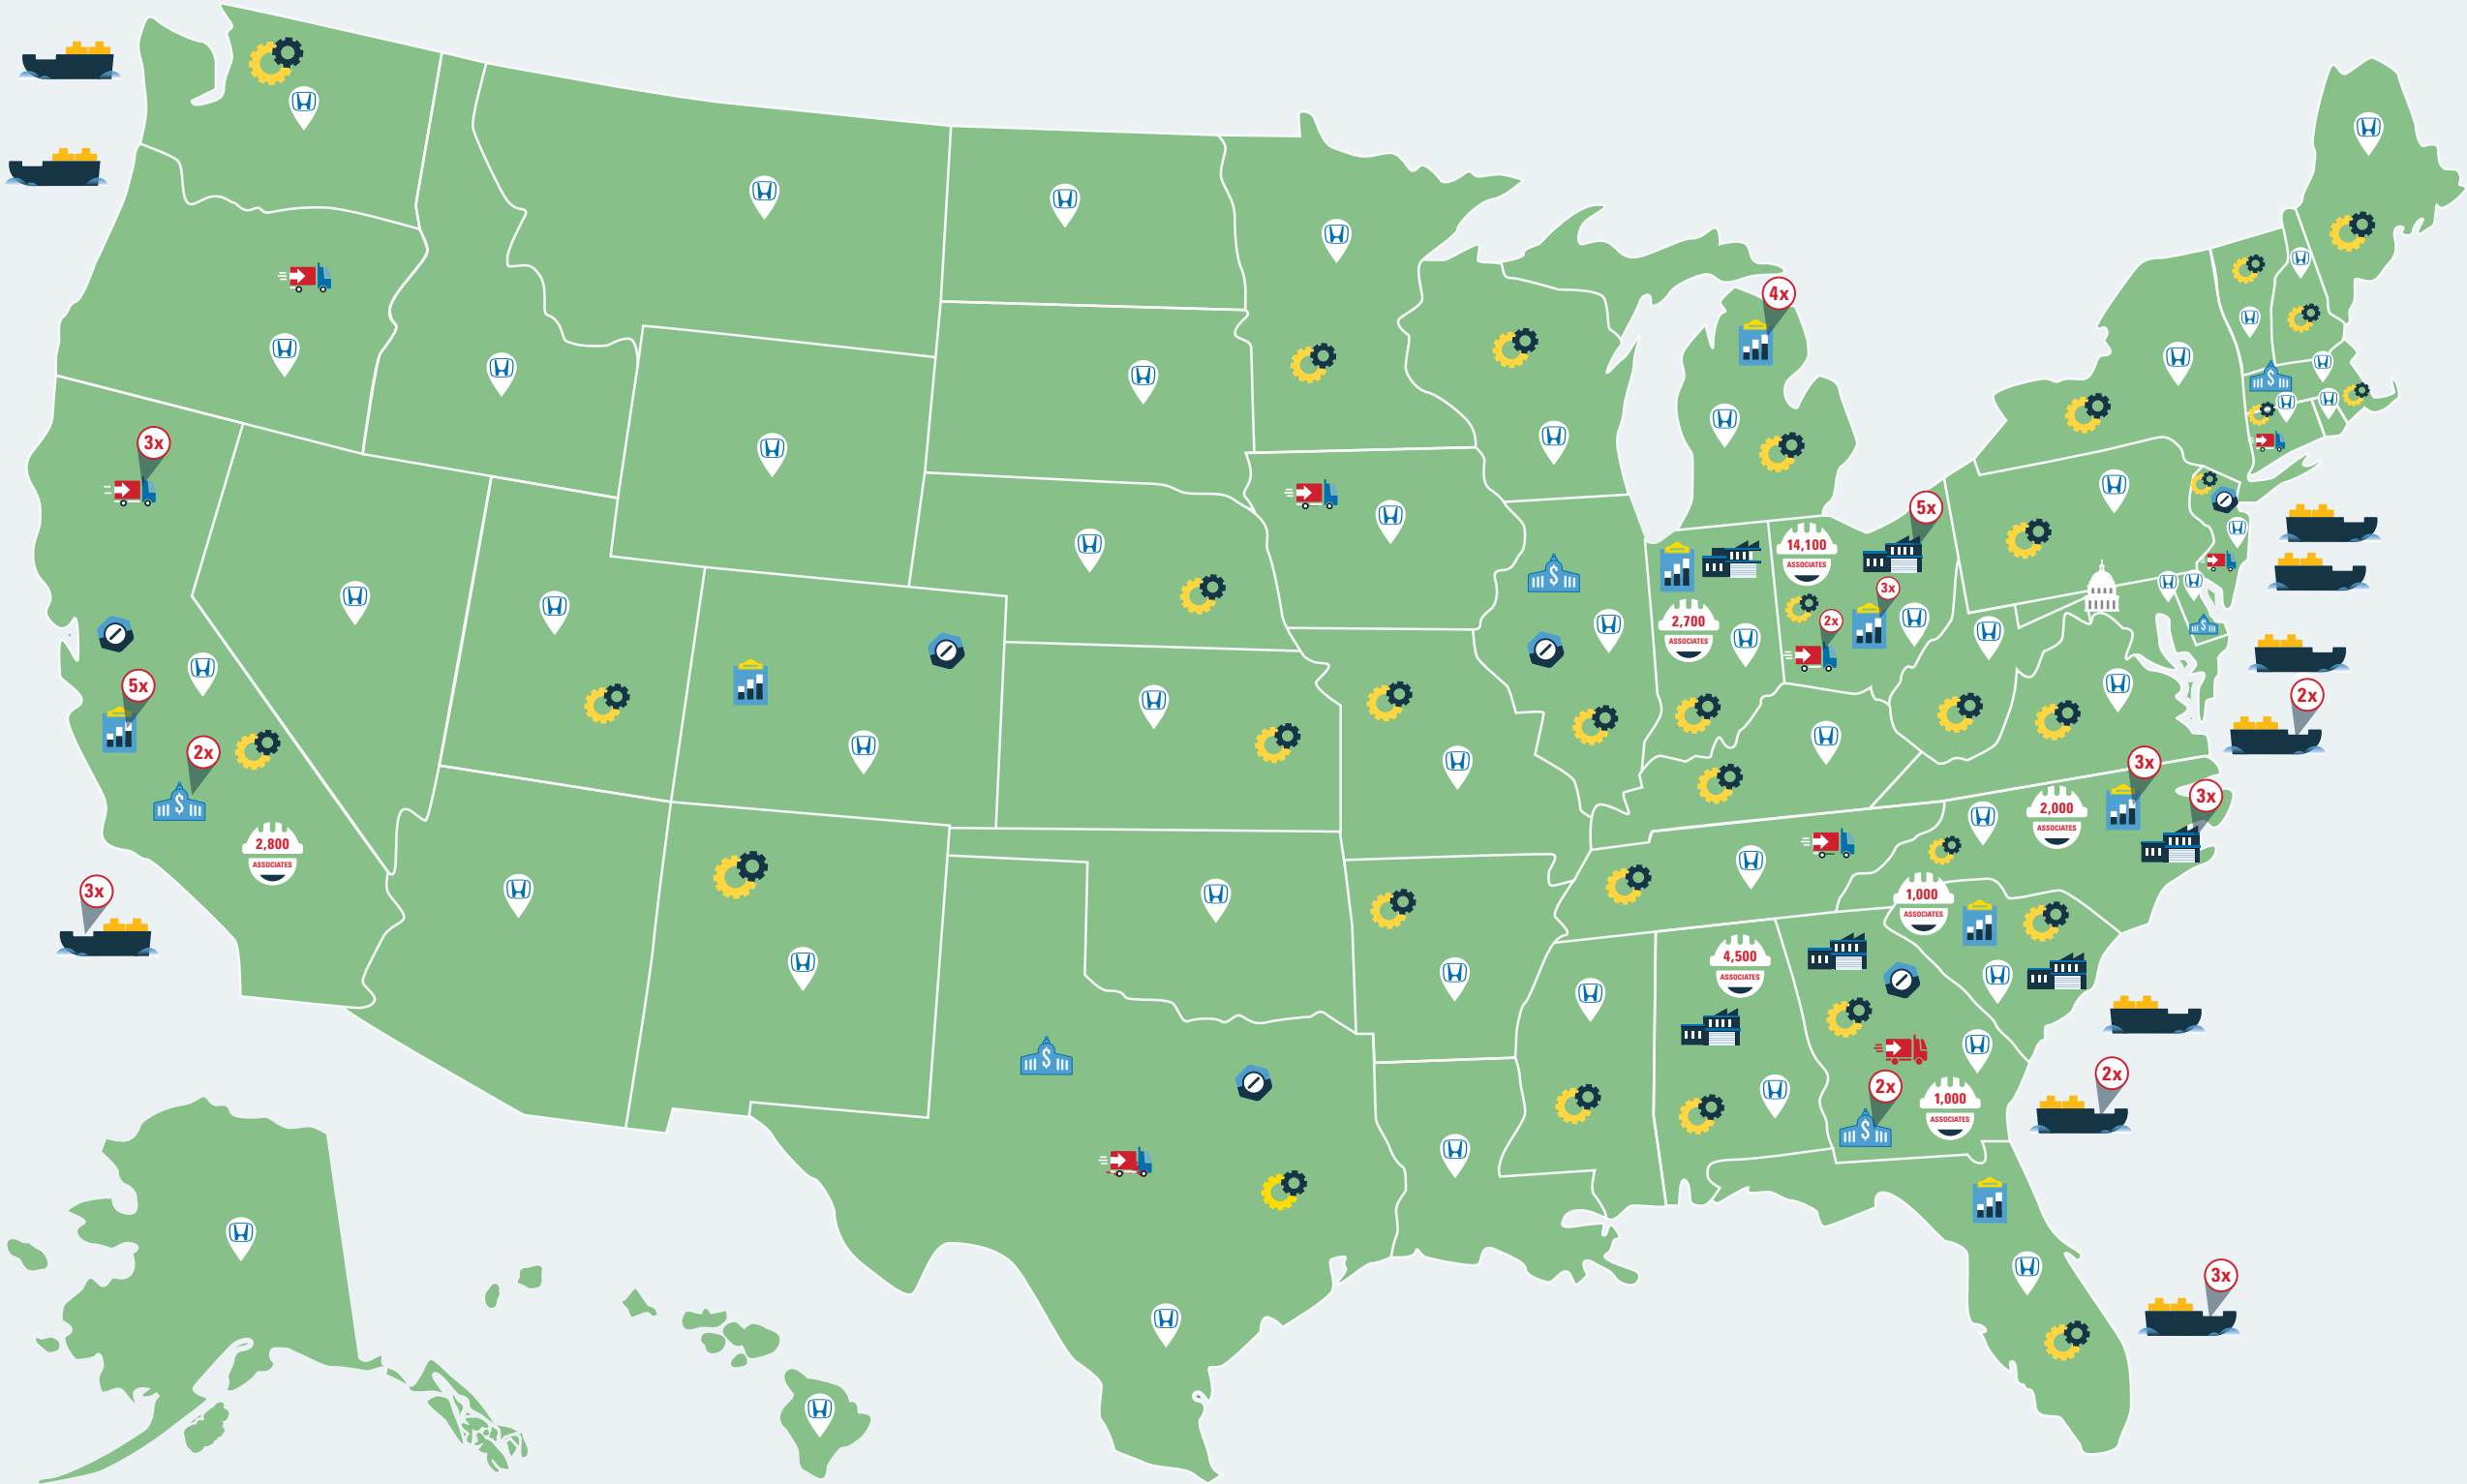 4x
3x
5x
14,100
ASSOCIATES
3x
2,700
ASSOCIATES
2x
5x
2x
2x
3x
3x
2,000
ASSOCIATES
2,800
ASSOCIATES
3x
1,000
ASSOCIATES
4,500
ASSOCIATES
2x
2x
1,000
ASSOCIATES
3x
$
$
$
$
$
$